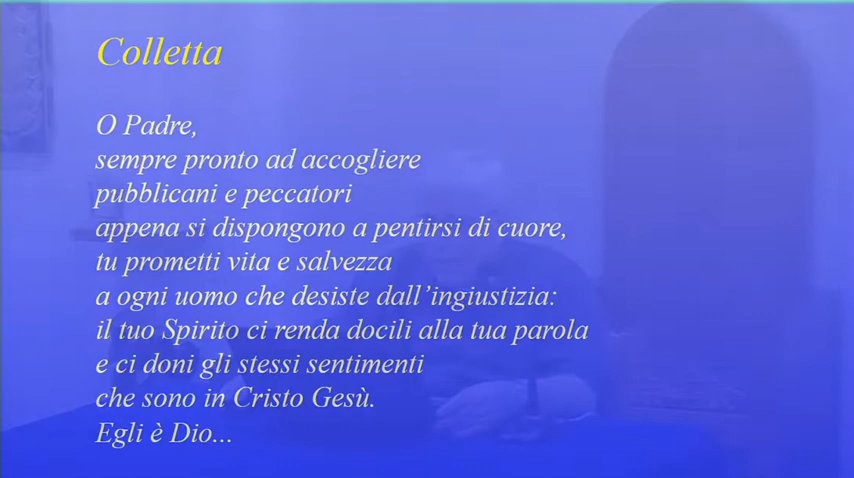 Colletta
O Padre,
sempre pronto ad accogliere
pubblicani e peccatori
appena si dispongono a pentirsi di cuore,
tu prometti vita e salvezza
a ogni uomo che desiste dall’ingiustizia:
il tuo Spirito ci renda docili alla tua parola
e ci doni gli stessi sentimenti
che sono in Cristo Gesù.
Egli è Dio...